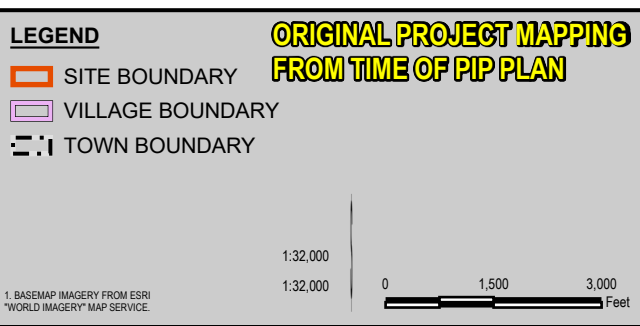 LEGEND
ORIGINAL PROJECT MAPPING
FROM TIME OF PIP PLAN
SITE BOUNDARY
VILLAGE BOUNDARY
TOWN BOUNDARY
1:32,000
1:32,000
0 1,500 3,000
Feet
1. BASEMAP IMAGERY FROM ESRI
"WORLD IMAGERY" MAP SERVICE.